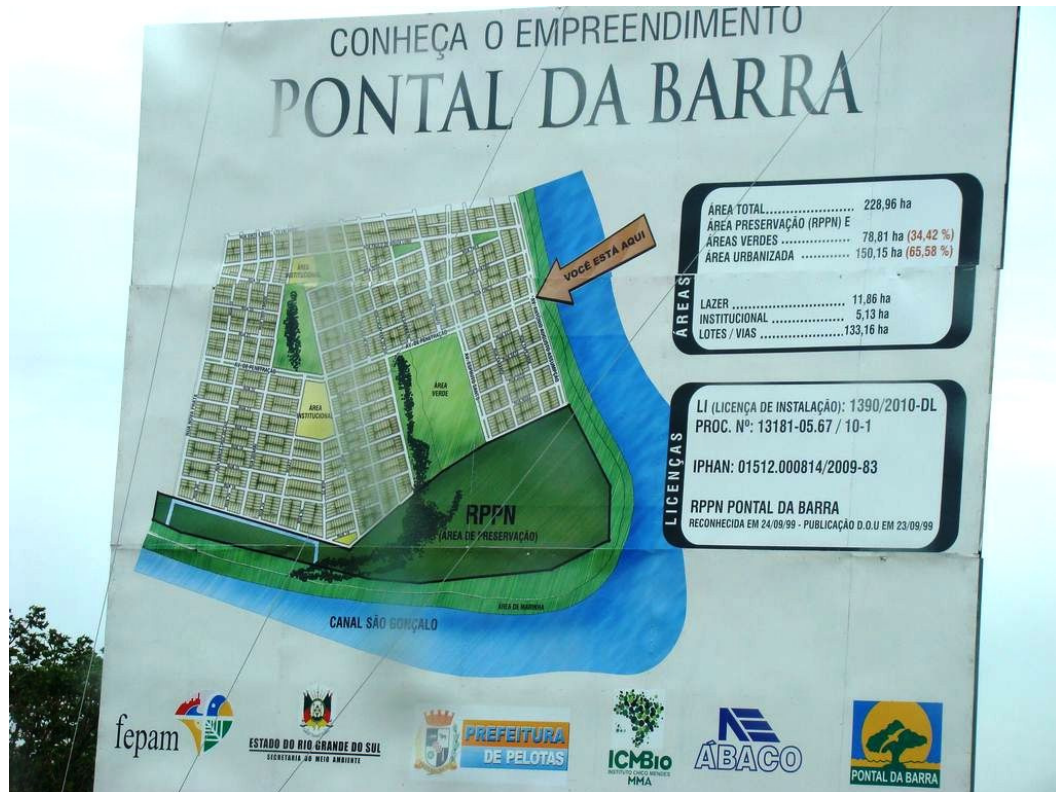 CONHEÇA O EMPREENDIMENTO
PONTAL DA BARRA
VOCÊ ESTÁ AQUI
ÁREA INSTITUCIONAL
AV. DE PENETRAÇÃO
AV. DE PENETRAÇÃO
ÁREA VERDE
ÁREA INSTITUCIONAL
RPPN
(ÁREA DE PRESERVAÇÃO)
ÁREA DE MARINHA
CANAL SÃO GONÇALO
ÁREAS
ÁREA TOTAL..................... 228,96 ha
ÁREA PRESERVAÇÃO (RPPN) E
ÁREAS VERDES ................ 78,81 ha (34,42 %)
ÁREA URBANIZADA ............ 150,15 ha (65,58 %)
LAZER ............................ 11,86 ha
INSTITUCIONAL ................ 5,13 ha
LOTES / VIAS ....................133,16 ha
LICENÇAS
LI (LICENÇA DE INSTALAÇÃO): 1390/2010-DL
PROC. Nº: 13181-05.67 / 10-1
IPHAN: 01512.000814/2009-83
RPPN PONTAL DA BARRA
RECONHECIDA EM 24/09/99 - PUBLICAÇÃO D.O.U EM 23/09/99
fepam
ESTADO DO RIO GRANDE DO SUL
SECRETARIA DO MEIO AMBIENTE
PREFEITURA
DE PELOTAS
ICMBio
INSTITUTO CHICO MENDES
MMA
ÁBACO
PONTAL DA BARRA